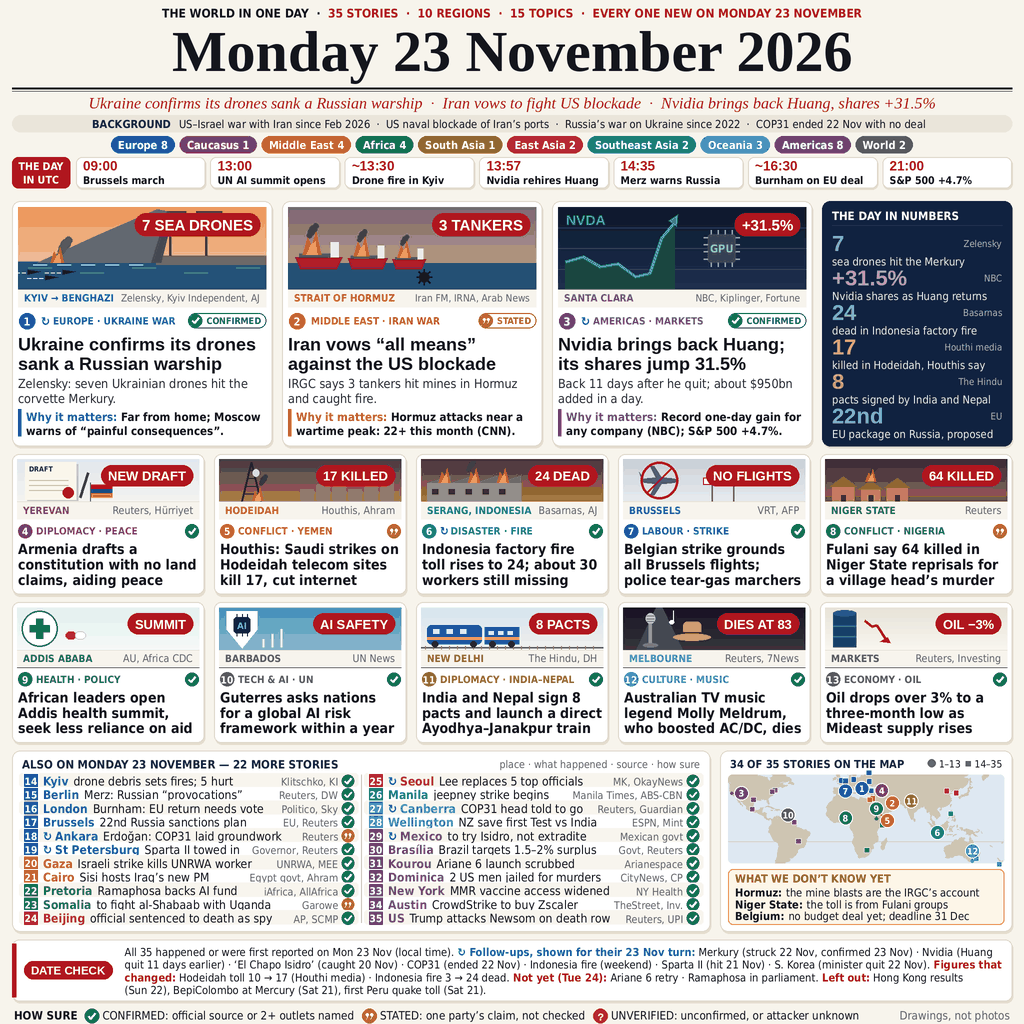 THE WORLD IN ONE DAY · 35 STORIES · 10 REGIONS · 15 TOPICS · EVERY ONE NEW ON MONDAY 23 NOVEMBER
Monday 23 November 2026
Ukraine confirms its drones sank a Russian warship · Iran vows to fight US blockade · Nvidia brings back Huang, shares +31.5%
BACKGROUND US–Israel war with Iran since Feb 2026 · US naval blockade of Iran's ports · Russia's war on Ukraine since 2022 · COP31 ended 22 Nov with no deal
Europe 8 Caucasus 1 Middle East 4 Africa 4 South Asia 1 East Asia 2 Southeast Asia 2 Oceania 3 Americas 8 World 2
THE DAY IN UTC
09:00 Brussels march
13:00 UN AI summit opens
~13:30 Drone fire in Kyiv
13:57 Nvidia rehires Huang
14:35 Merz warns Russia
~16:30 Burnham on EU deal
21:00 S&P 500 +4.7%
7 SEA DRONES
KYIV → BENGHAZI Zelensky, Kyiv Independent, AJ
1 ↻ EUROPE · UKRAINE WAR CONFIRMED
Ukraine confirms its drones
sank a Russian warship
Zelensky: seven Ukrainian drones hit the
corvette Merkury.
Why it matters: Far from home; Moscow
warns of “painful consequences”.
3 TANKERS
STRAIT OF HORMUZ Iran FM, IRNA, Arab News
2 MIDDLE EAST · IRAN WAR STATED
Iran vows “all means”
against the US blockade
IRGC says 3 tankers hit mines in Hormuz
and caught fire.
Why it matters: Hormuz attacks near a
wartime peak: 22+ this month (CNN).
NVDA GPU +31.5%
SANTA CLARA NBC, Kiplinger, Fortune
3 ↻ AMERICAS · MARKETS CONFIRMED
Nvidia brings back Huang;
its shares jump 31.5%
Back 11 days after he quit; about $950bn
added in a day.
Why it matters: Record one-day gain for
any company (NBC); S&P 500 +4.7%.
THE DAY IN NUMBERS
7 Zelensky
sea drones hit the Merkury
+31.5% NBC
Nvidia shares as Huang returns
24 Basamas
dead in Indonesia factory fire
17 Houthi media
killed in Hodeidah, Houthis say
8 The Hindu
pacts signed by India and Nepal
22nd EU
EU package on Russia, proposed
DRAFT NEW DRAFT
YEREVAN Reuters, Hürriyet
4 DIPLOMACY · PEACE
Armenia drafts a
constitution with no land
claims, aiding peace
17 KILLED
HODEIDAH Houthis, Ahram
5 CONFLICT · YEMEN
Houthis: Saudi strikes on
Hodeidah telecom sites
kill 17, cut internet
24 DEAD
SERANG, INDONESIA Basamas, AJ
6 ↻ DISASTER · FIRE
Indonesia factory fire
toll rises to 24; about 30
workers still missing
NO FLIGHTS
BRUSSELS VRT, AFP
7 LABOUR · STRIKE
Belgian strike grounds
all Brussels flights;
police tear-gas marchers
64 KILLED
NIGER STATE Reuters
8 CONFLICT · NIGERIA
Fulani say 64 killed in
Niger State reprisals for
a village head’s murder
SUMMIT
ADDIS ABABA AU, Africa CDC
9 HEALTH · POLICY
African leaders open
Addis health summit,
seek less reliance on aid
AI AI SAFETY
BARBADOS UN News
10 TECH & AI · UN
Guterres asks nations
for a global AI risk
framework within a year
8 PACTS
NEW DELHI The Hindu, DH
11 DIPLOMACY · INDIA–NEPAL
India and Nepal sign 8
pacts and launch a direct
Ayodhya–Janakpur train
DIES AT 83
MELBOURNE Reuters, 7News
12 CULTURE · MUSIC
Australian TV music
legend Molly Meldrum,
who boosted AC/DC, dies
OIL −3%
MARKETS Reuters, Investing
13 ECONOMY · OIL
Oil drops over 3% to a
three-month low as
Mideast supply rises
ALSO ON MONDAY 23 NOVEMBER — 22 MORE STORIES place · what happened · source · how sure
14 Kyiv drone debris sets fires; 5 hurt Klitschko, KI
15 Berlin Merz: Russian “provocations” Reuters, DW
16 London Burnham: EU return needs vote Politico, Sky
17 Brussels 22nd Russia sanctions plan EU, Reuters
18 ↻ Ankara Erdoğan: COP31 laid groundwork Reuters
19 ↻ St Petersburg Sparta II towed in Governor, Reuters
20 Gaza Israeli strike kills UNRWA worker UNRWA, MEE
21 Cairo Sisi hosts Iraq’s new PM Egypt govt, Ahram
22 Pretoria Ramaphosa backs AI fund iAfrica, AllAfrica
23 Somalia to fight al-Shabaab with Uganda Garowe
24 Beijing official sentenced to death as spy AP, SCMP
25 ↻ Seoul Lee replaces 5 top officials MK, OkayNews
26 Manila jeepney strike begins Manila Times, ABS-CBN
27 ↻ Canberra COP31 head told to go Reuters, Guardian
28 Wellington NZ save first Test vs India ESPN, Mint
29 ↻ Mexico to try Isidro, not extradite Mexican govt
30 Brasília Brazil targets 1.5–2% surplus Govt, Reuters
31 Kourou Ariane 6 launch scrubbed Arianespace
32 Dominica 2 US men jailed for murders CityNews, CP
33 New York MMR vaccine access widened NY Health
34 Austin CrowdStrike to buy Zscaler TheStreet, Inv.
35 US Trump attacks Newsom on death row Reuters, UPI
34 OF 35 STORIES ON THE MAP 1–13 14–35
3 10 7 1 4 2 11 9 8 5 6 12
WHAT WE DON’T KNOW YET
Hormuz: the mine blasts are the IRGC’s account
Niger State: the toll is from Fulani groups
Belgium: no budget deal yet; deadline 31 Dec
DATE CHECK
All 35 happened or were first reported on Mon 23 Nov (local time). ↻ Follow-ups, shown for their 23 Nov turn: Merkury (struck 22 Nov, confirmed 23 Nov) · Nvidia (Huang
quit 11 days earlier) · ‘El Chapo Isidro’ (caught 20 Nov) · COP31 (ended 22 Nov) · Indonesia fire (weekend) · Sparta II (hit 21 Nov) · S. Korea (minister quit 22 Nov). Figures that
changed: Hodeidah toll 10 → 17 (Houthi media) · Indonesia fire 3 → 24 dead. Not yet (Tue 24): Ariane 6 retry · Ramaphosa in parliament. Left out: Hong Kong results
(Sun 22), BepiColombo at Mercury (Sat 21), first Peru quake toll (Sat 21).
HOW SURE CONFIRMED: official source or 2+ outlets named STATED: one party’s claim, not checked ? UNVERIFIED: unconfirmed, or attacker unknown Drawings, not photos